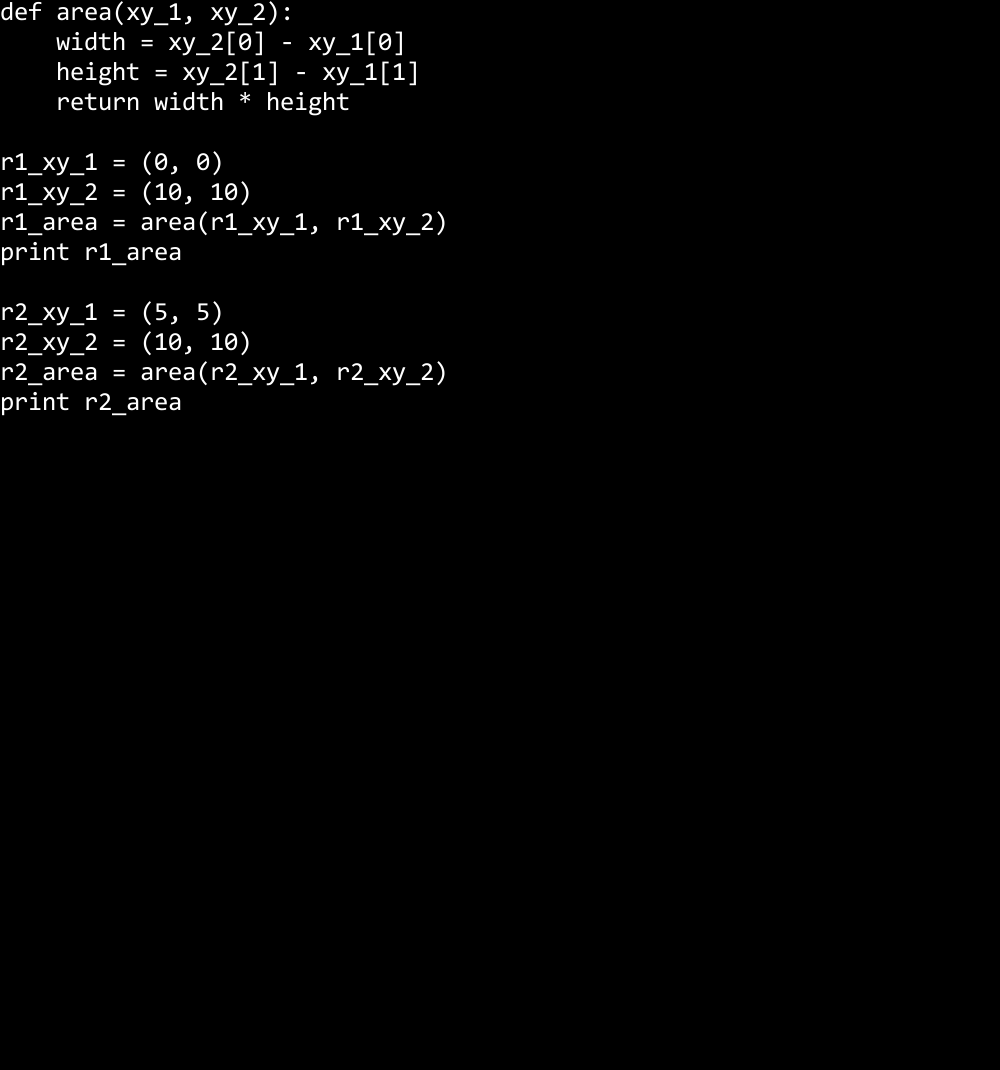 def area(xy_1, xy_2):
    width = xy_2[0] - xy_1[0]
    height = xy_2[1] - xy_1[1]
    return width * height

r1_xy_1 = (0, 0)
r1_xy_2 = (10, 10)
r1_area = area(r1_xy_1, r1_xy_2)
print r1_area

r2_xy_1 = (5, 5)
r2_xy_2 = (10, 10)
r2_area = area(r2_xy_1, r2_xy_2)
print r2_area